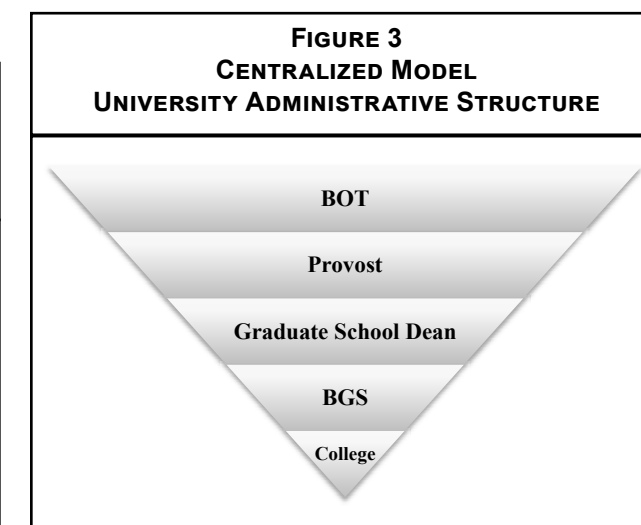 FIGURE 3
CENTRALIZED MODEL
UNIVERSITY ADMINISTRATIVE STRUCTURE
BOT
Provost
Graduate School Dean
BGS
College